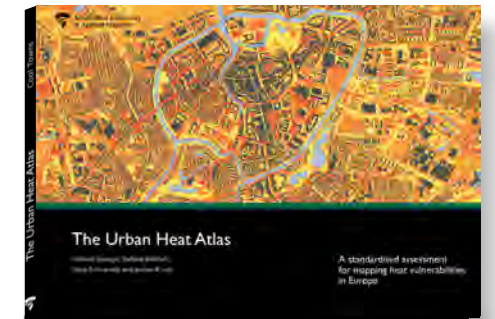 Cool Towns
The Urban Heat Atlas
The Urban Heat Atlas
A standardised assessment
for mapping heat vulnerabilities
in Europe